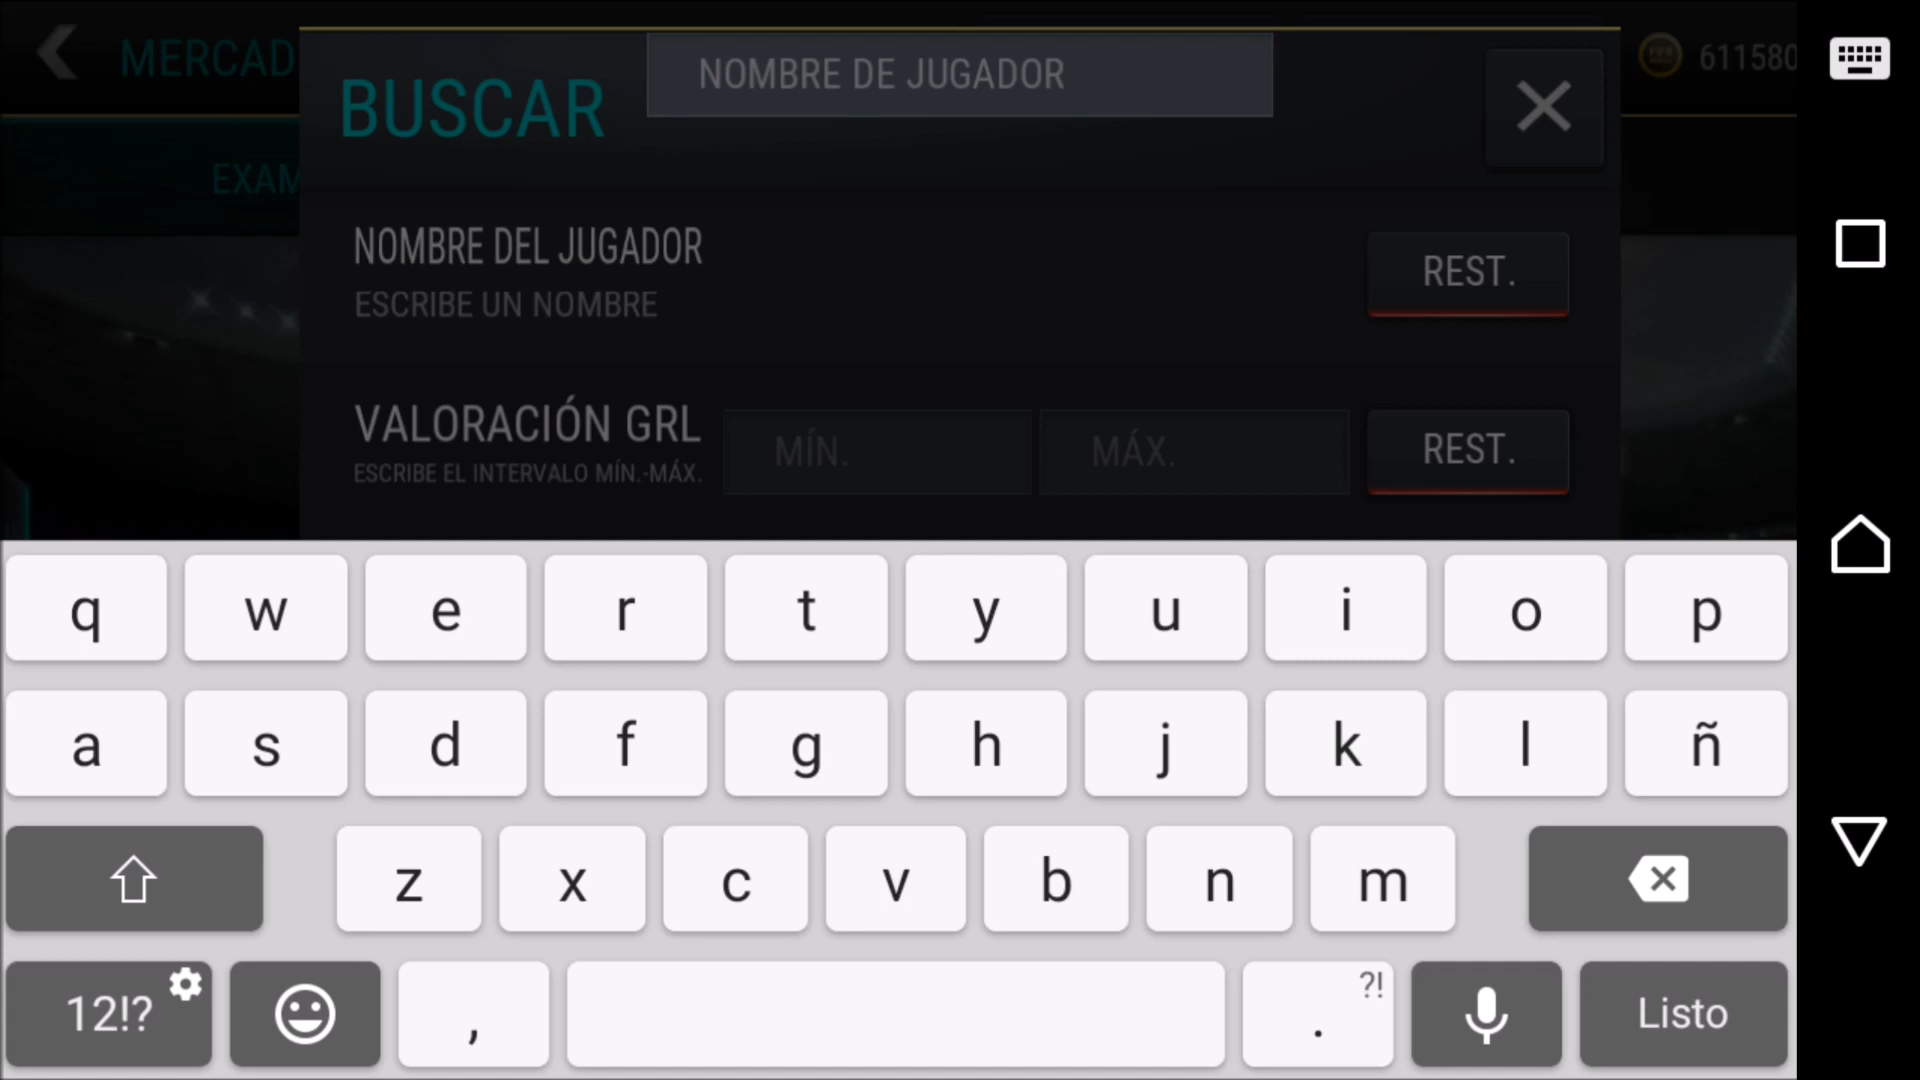 MERCAD
611580
BUSCAR
NOMBRE DE JUGADOR
EXAM
NOMBRE DEL JUGADOR
ESCRIBE UN NOMBRE
REST.
VALORACIÓN GRL
ESCRIBE EL INTERVALO MÍN.-MÁX.
MÍN.
MÁX.
REST.
q w e r t y u i o p
a s d f g h j k l ñ
z x c v b n m
12!? , . ?! Listo